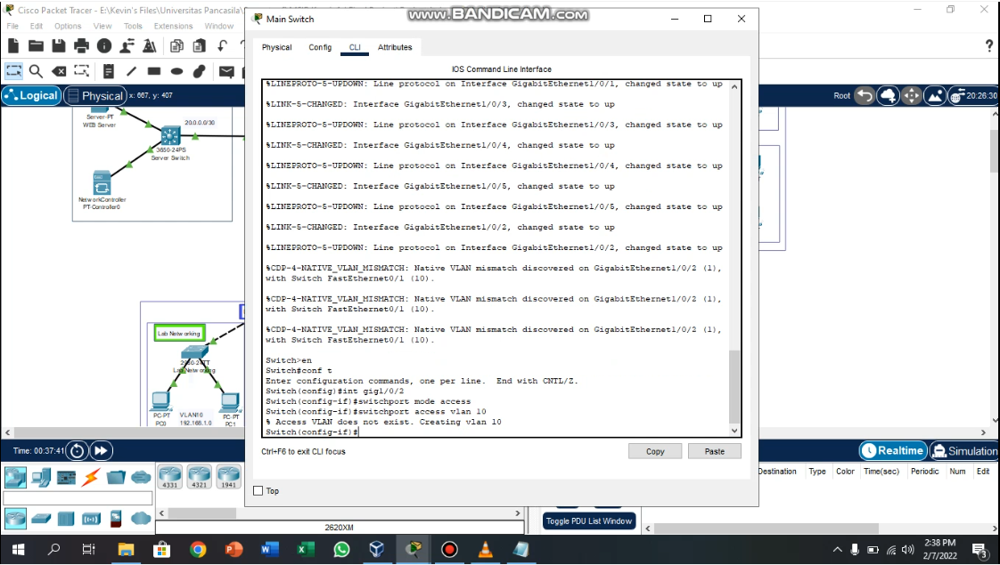 Cisco Packet Tracer - E:\Kevin's Files\Universitas Pancasila\
www.BANDICAM.com
Main Switch
File Edit Options View Tools Extensions Window
Physical Config CLI Attributes
IOS Command Line Interface
Logical Physical x: 667, y: 407
Root 20:26:30
Server-PT
WEB Server
20.0.0.0/30
3650-24PS
Server Switch
NetworkController
PT-Controller0
%LINEPROTO-5-UPDOWN: Line protocol on Interface GigabitEthernet1/0/1, changed state to up
%LINK-5-CHANGED: Interface GigabitEthernet1/0/3, changed state to up
%LINEPROTO-5-UPDOWN: Line protocol on Interface GigabitEthernet1/0/3, changed state to up
%LINK-5-CHANGED: Interface GigabitEthernet1/0/4, changed state to up
%LINEPROTO-5-UPDOWN: Line protocol on Interface GigabitEthernet1/0/4, changed state to up
%LINK-5-CHANGED: Interface GigabitEthernet1/0/5, changed state to up
%LINEPROTO-5-UPDOWN: Line protocol on Interface GigabitEthernet1/0/5, changed state to up
%LINK-5-CHANGED: Interface GigabitEthernet1/0/2, changed state to up
%LINEPROTO-5-UPDOWN: Line protocol on Interface GigabitEthernet1/0/2, changed state to up
%CDP-4-NATIVE_VLAN_MISMATCH: Native VLAN mismatch discovered on GigabitEthernet1/0/2 (1),
with Switch FastEthernet0/1 (10).
%CDP-4-NATIVE_VLAN_MISMATCH: Native VLAN mismatch discovered on GigabitEthernet1/0/2 (1),
with Switch FastEthernet0/1 (10).
%CDP-4-NATIVE_VLAN_MISMATCH: Native VLAN mismatch discovered on GigabitEthernet1/0/2 (1),
with Switch FastEthernet0/1 (10).
Switch>en
Switch#conf t
Enter configuration commands, one per line. End with CNTL/Z.
Switch(config)#int gig1/0/2
Switch(config-if)#switchport mode access
Switch(config-if)#switchport access vlan 10
% Access VLAN does not exist. Creating vlan 10
Switch(config-if)#
Lab Networking
2950-24TT
Lab Networking
PC-PT
PC0
VLAN10
192.168.1.0
PC-PT
PC1
Ctrl+F6 to exit CLI focus
Copy Paste
Top
Time: 00:37:41
Realtime Simulation
4331 4321 1941
Destination Type Color Time(sec) Periodic Num Edit
Toggle PDU List Window
2620XM
2:38 PM
2/7/2022
3